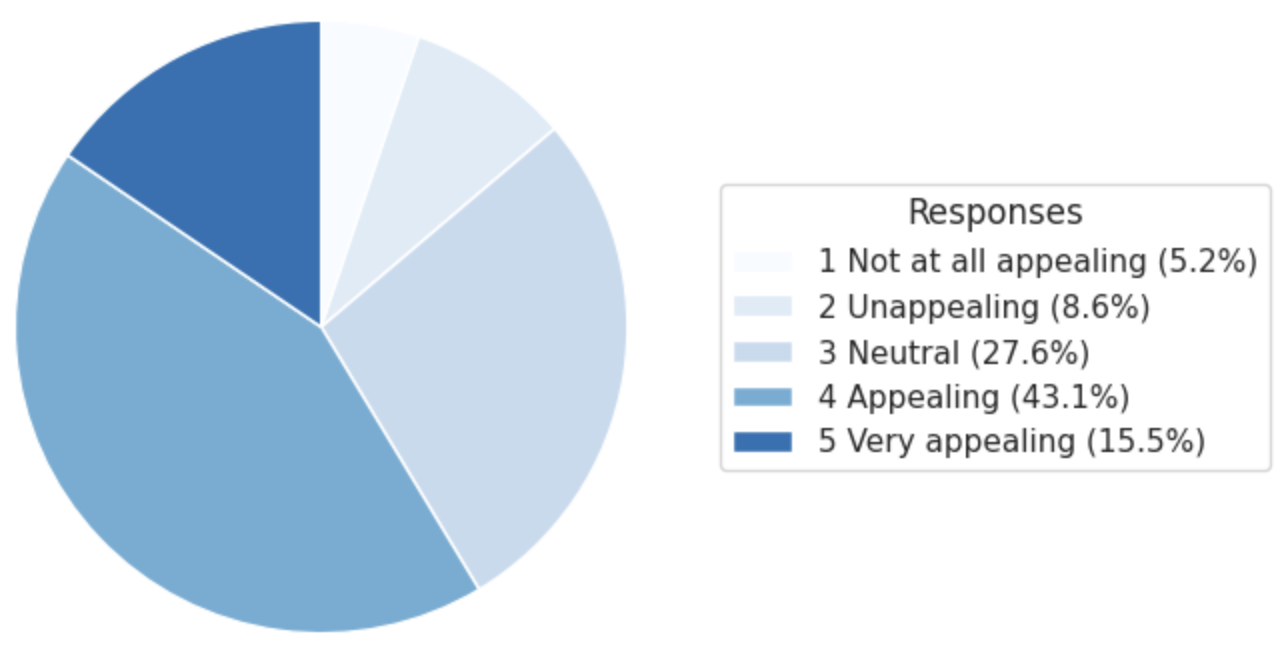 Responses
1 Not at all appealing (5.2%)
2 Unappealing (8.6%)
3 Neutral (27.6%)
4 Appealing (43.1%)
5 Very appealing (15.5%)